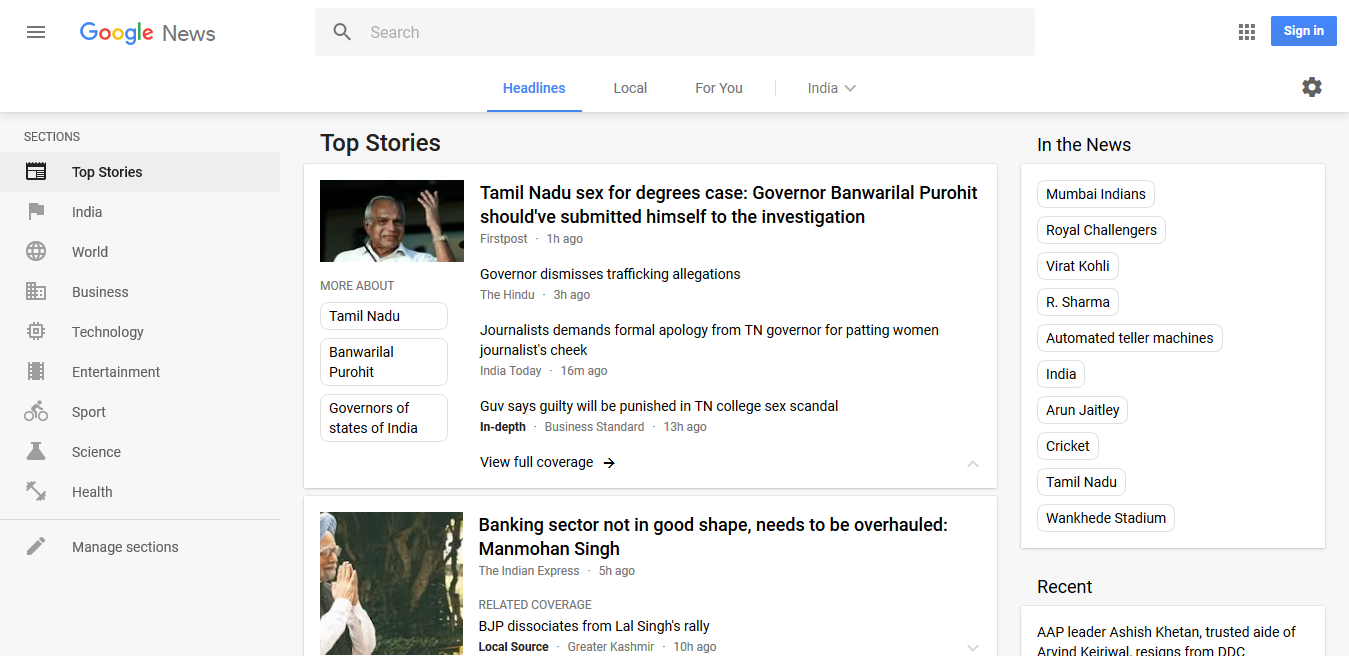 Google News
Search
Sign in
Headlines
Local
For You
India
SECTIONS
Top Stories
India
World
Business
Technology
Entertainment
Sport
Science
Health
Manage sections
Top Stories
Tamil Nadu sex for degrees case: Governor Banwarilal Purohit
should've submitted himself to the investigation
Firstpost · 1h ago
Governor dismisses trafficking allegations
The Hindu · 3h ago
Journalists demands formal apology from TN governor for patting women
journalist's cheek
India Today · 16m ago
Guv says guilty will be punished in TN college sex scandal
In-depth · Business Standard · 13h ago
View full coverage
MORE ABOUT
Tamil Nadu
Banwarilal
Purohit
Governors of
states of India
Banking sector not in good shape, needs to be overhauled:
Manmohan Singh
The Indian Express · 5h ago
RELATED COVERAGE
BJP dissociates from Lal Singh's rally
Local Source · Greater Kashmir · 10h ago
In the News
Mumbai Indians
Royal Challengers
Virat Kohli
R. Sharma
Automated teller machines
India
Arun Jaitley
Cricket
Tamil Nadu
Wankhede Stadium
Recent
AAP leader Ashish Khetan, trusted aide of
Arvind Kejriwal, resigns from DDC